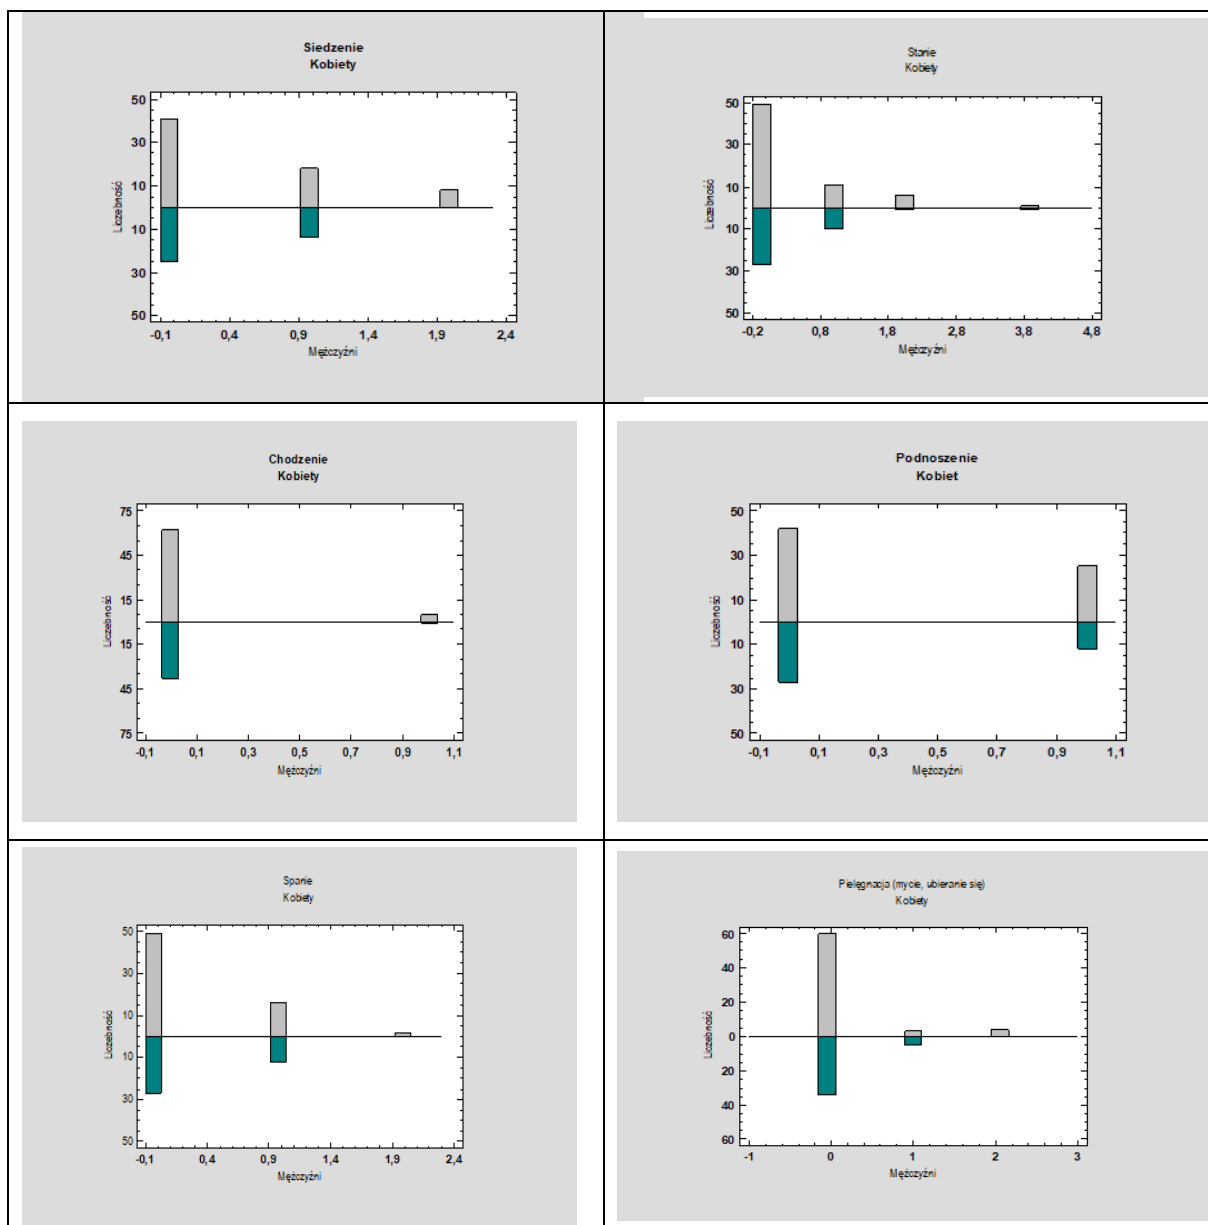 Siedzenie
Kobiety
50
30
10
10
30
50
Liczebność
-0,1 0,4 0,9 1,4 1,9 2,4
Mężczyźni
Stanie
Kobiety
50
30
10
10
30
50
Liczebność
-0,2 0,8 1,8 2,8 3,8 4,8
Mężczyźni
Chodzenie
Kobiety
75
45
15
15
45
75
Liczebność
-0,1 0,1 0,3 0,5 0,7 0,9 1,1
Mężczyźni
Podnoszenie
Kobiet
50
30
10
10
30
50
Liczebność
-0,1 0,1 0,3 0,5 0,7 0,9 1,1
Mężczyźni
Spanie
Kobiety
50
30
10
10
30
50
Liczebność
-0,1 0,4 0,9 1,4 1,9 2,4
Mężczyźni
Pielęgnacja (mycie, ubieranie się)
Kobiety
60
40
20
0
20
40
60
Liczebność
-1 0 1 2 3
Mężczyźni